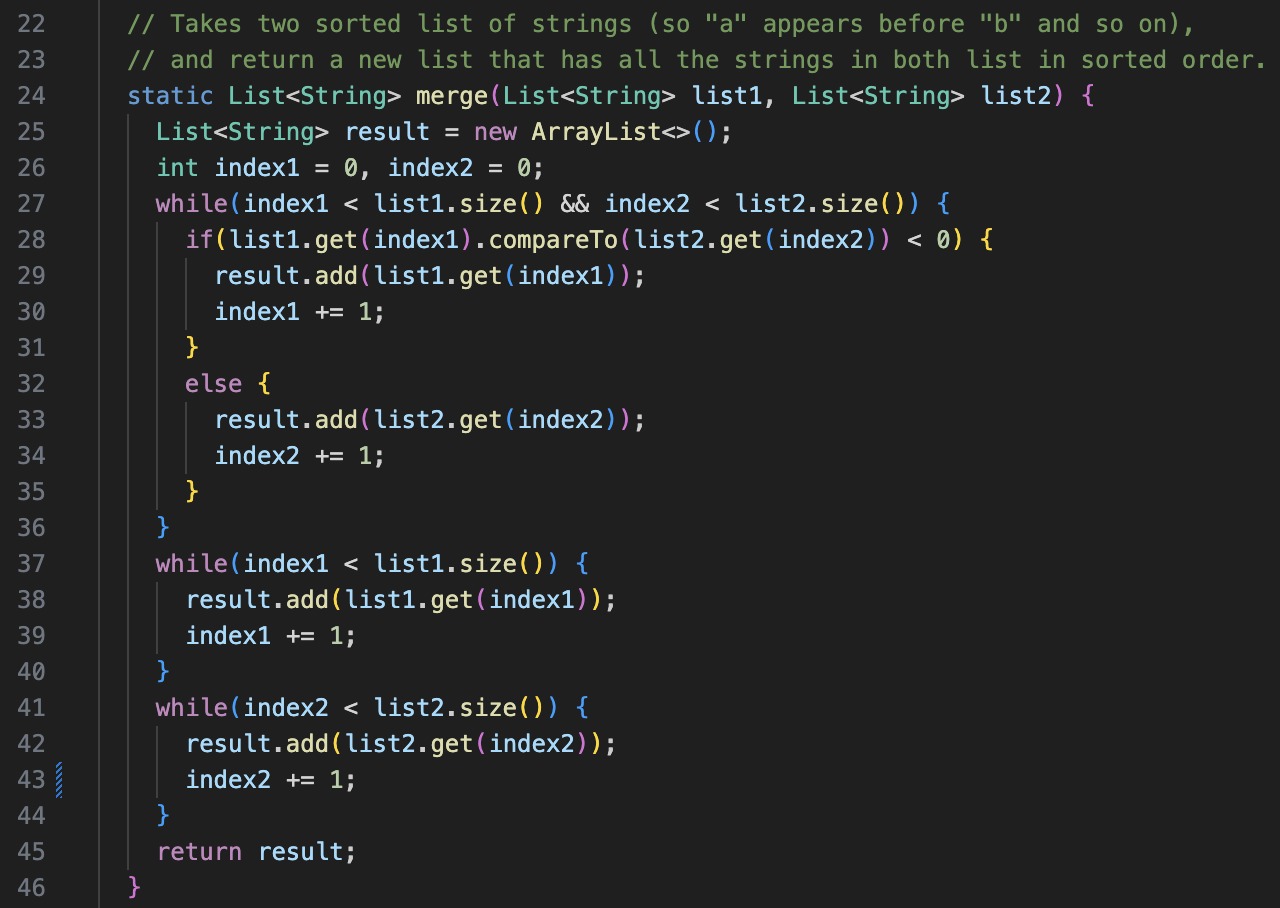 22 // Takes two sorted list of strings (so "a" appears before "b" and so on),
23 // and return a new list that has all the strings in both list in sorted order.
24 static List<String> merge(List<String> list1, List<String> list2) {
25 List<String> result = new ArrayList<>();
26 int index1 = 0, index2 = 0;
27 while(index1 < list1.size() && index2 < list2.size()) {
28 if(list1.get(index1).compareTo(list2.get(index2)) < 0) {
29 result.add(list1.get(index1));
30 index1 += 1;
31 }
32 else {
33 result.add(list2.get(index2));
34 index2 += 1;
35 }
36 }
37 while(index1 < list1.size()) {
38 result.add(list1.get(index1));
39 index1 += 1;
40 }
41 while(index2 < list2.size()) {
42 result.add(list2.get(index2));
43 index2 += 1;
44 }
45 return result;
46 }